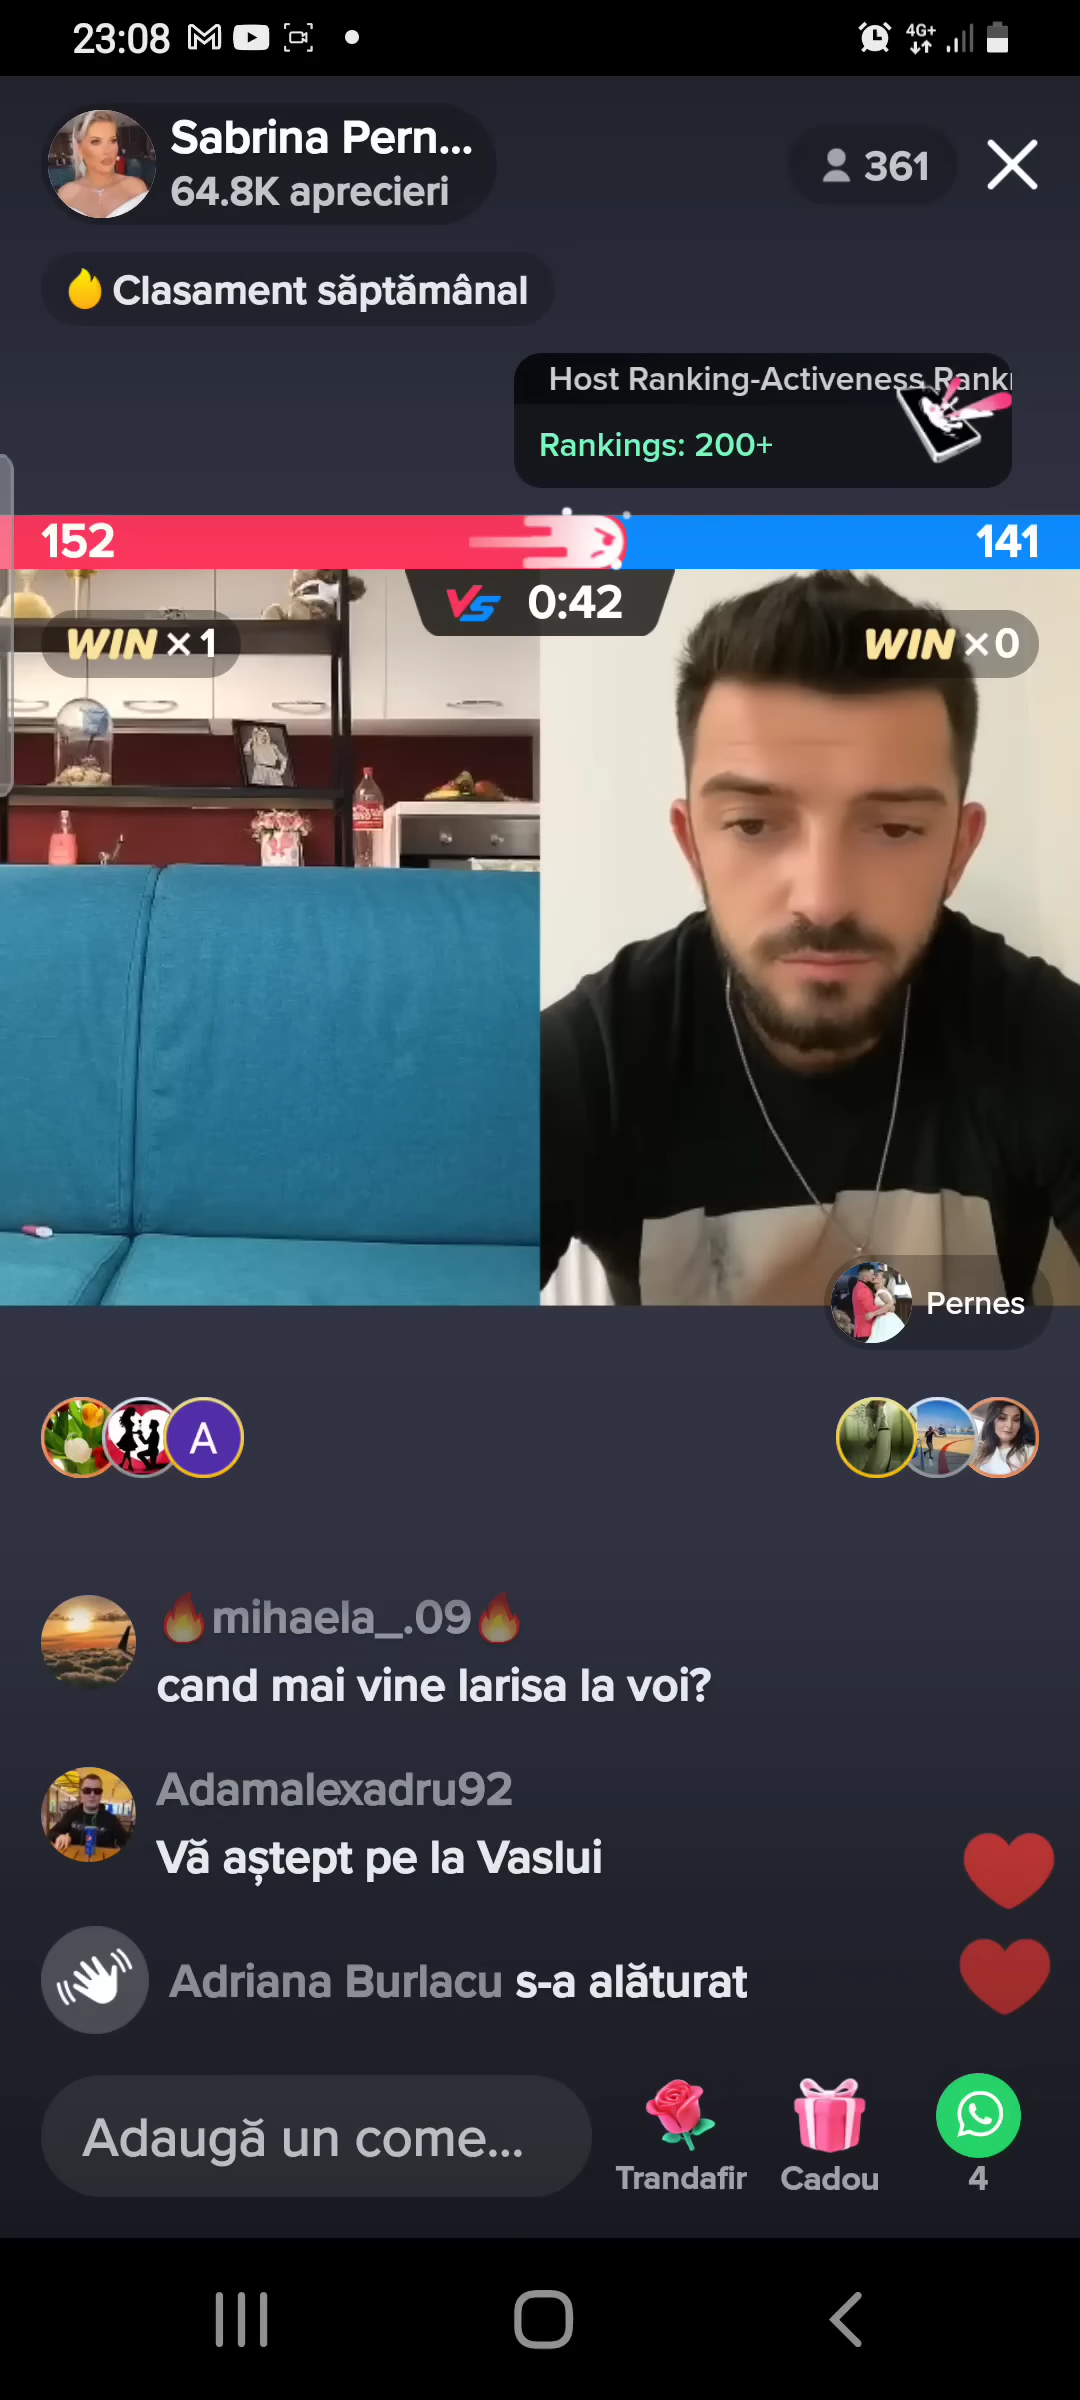 23:08
4G+
Sabrina Pern...
64.8K aprecieri
361
Clasament săptămânal
Host Ranking-Activeness Ranki
Rankings: 200+
152
141
VS 0:42
WIN × 1
WIN × 0
Pernes
A
🔥mihaela_.09🔥
cand mai vine larisa la voi?
Adamalexadru92
Vă aștept pe la Vaslui
Adriana Burlacu s-a alăturat
Adaugă un come...
Trandafir
Cadou
4